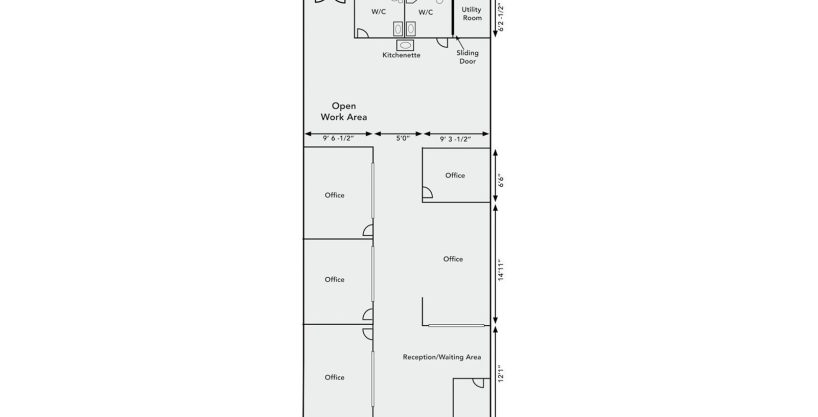 W/C
W/C
Utility
Room
6'2 -1/2"
Kitchenette
Sliding
Door
Open
Work Area
9' 6 -1/2"
5'0"
9' 3 -1/2"
Office
Office
6'6"
Office
14'11"
Office
Reception/Waiting Area
12'1"
Office